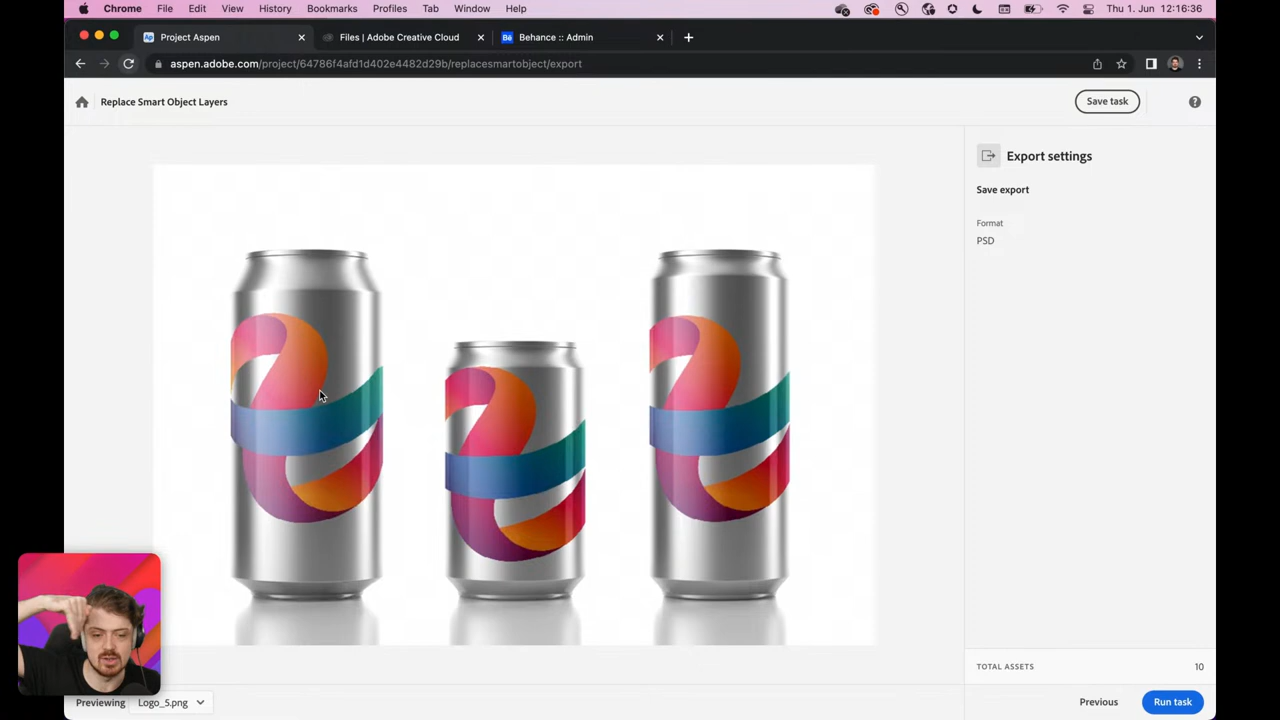 Chrome File Edit View History Bookmarks Profiles Tab Window Help Thu 1. Jun 12:16:36
Ap Project Aspen Files | Adobe Creative Cloud Bē Behance :: Admin
aspen.adobe.com/project/64786f4afd1d402e4482d29b/replacesmartobject/export
Replace Smart Object Layers Save task
Export settings
Save export
Format
PSD
TOTAL ASSETS 10
Previewing Logo_5.png Previous Run task